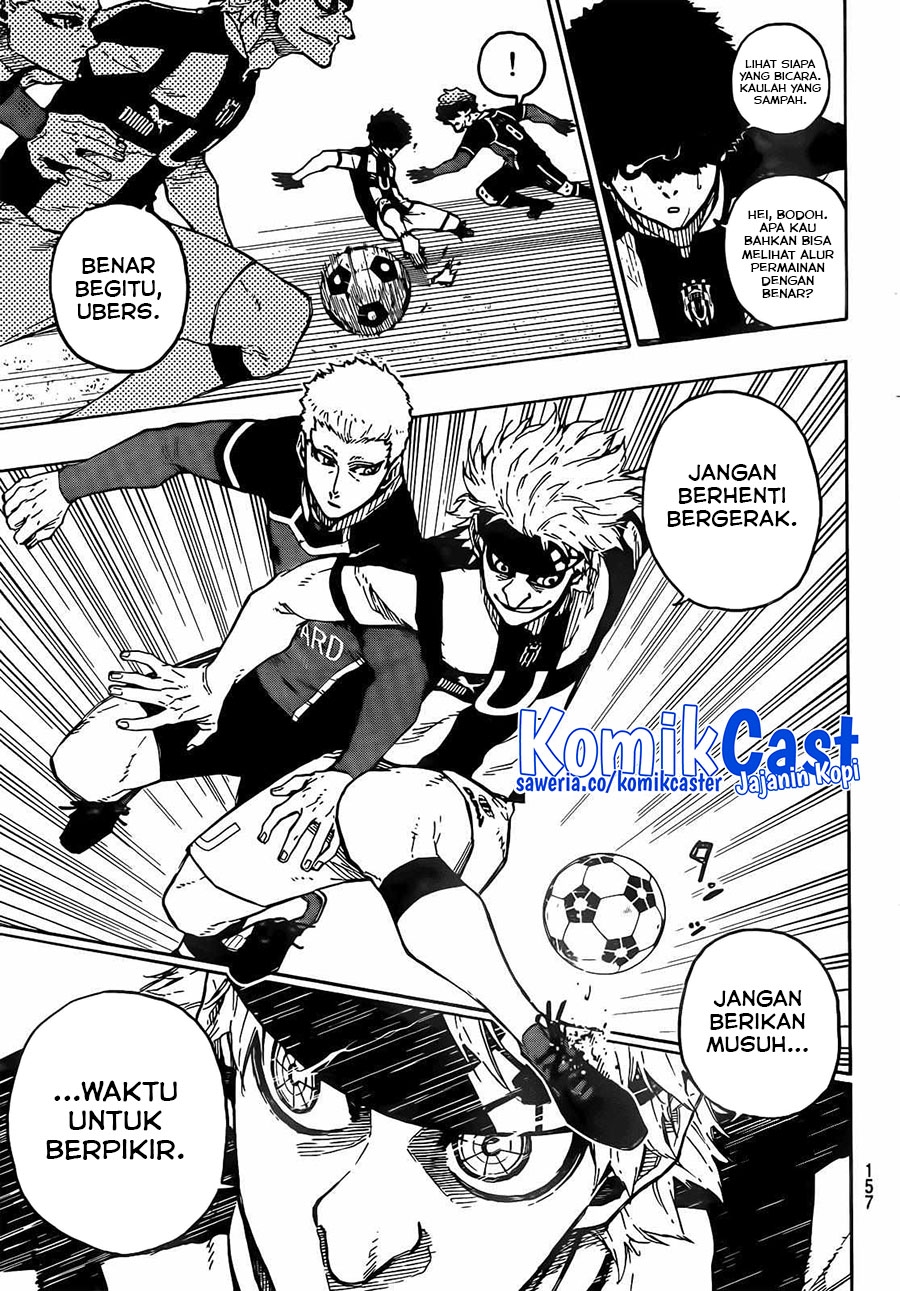 LIHAT SIAPA
YANG BICARA.
KAULAH YANG
SAMPAH.
HEI, BODOH.
APA KAU
BAHKAN BISA
MELIHAT ALUR
PERMAINAN
DENGAN
BENAR?
!
BENAR
BEGITU,
UBERS.
JANGAN
BERHENTI
BERGERAK.
ARD
U
KomikCast
saweria.co/komikcaster
Jajanin Kopi
JANGAN
BERIKAN
MUSUH...
...WAKTU
UNTUK
BERPIKIR.
157